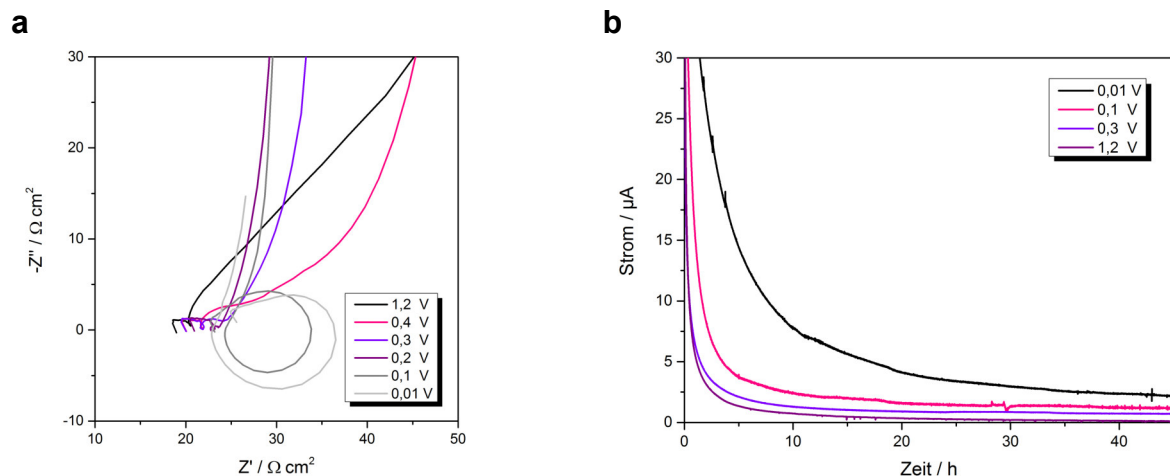 a
30
20
10
0
-10
-Z'' / Ω cm²
10
20
30
40
50
Z' / Ω cm²
1,2 V
0,4 V
0,3 V
0,2 V
0,1 V
0,01 V
b
30
25
20
15
10
5
0
Strom / µA
0
10
20
30
40
Zeit / h
0,01 V
0,1 V
0,3 V
1,2 V